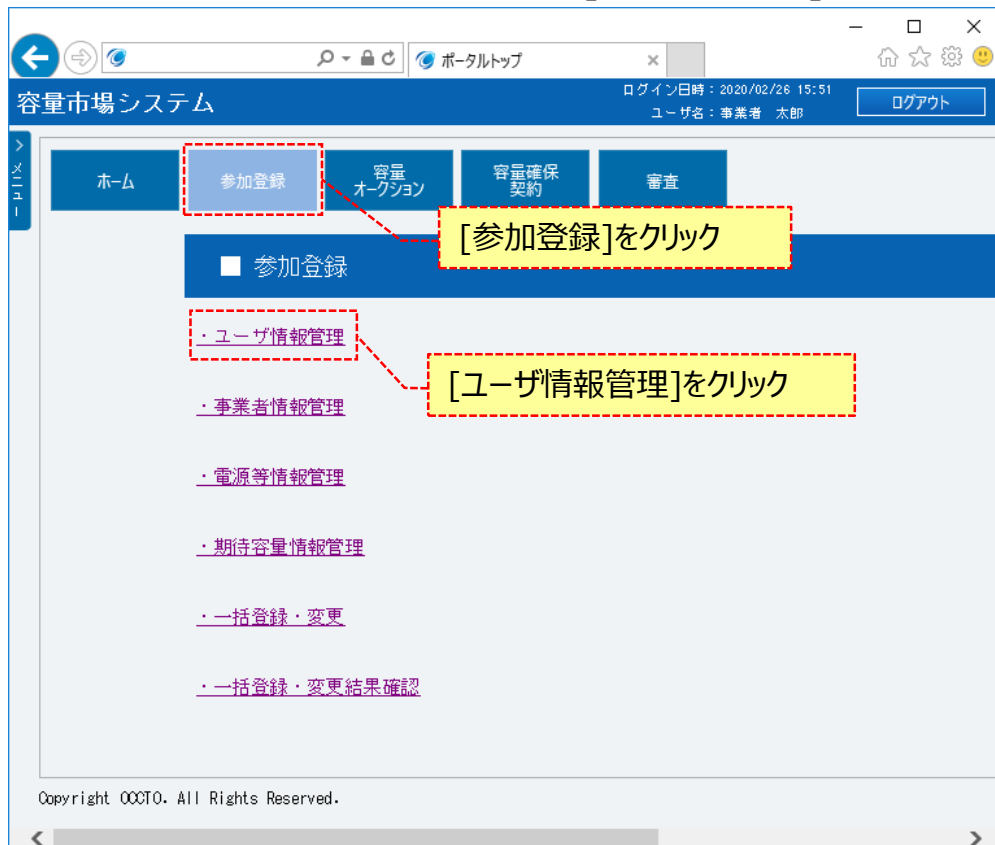 ポータルトップ
容量市場システム
ログイン日時：2020/02/26 15:51
ユーザ名：事業者 太郎
ログアウト
> メニュー
ホーム
参加登録
容量
オークション
容量確保
契約
審査
[参加登録]をクリック
■ 参加登録
・ユーザ情報管理
[ユーザ情報管理]をクリック
・事業者情報管理
・電源等情報管理
・期待容量情報管理
・一括登録・変更
・一括登録・変更結果確認
Copyright OCCTO. All Rights Reserved.